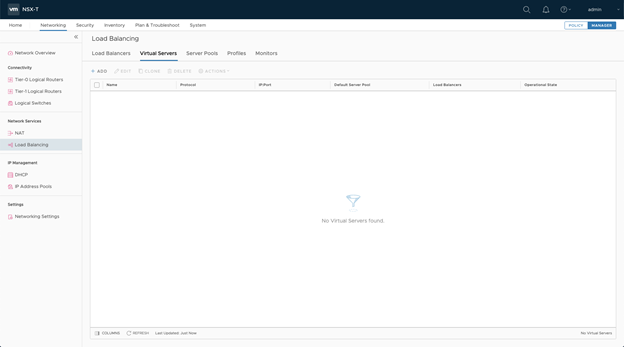 vm NSX-T
admin
Home Networking Security Inventory Plan & Troubleshoot System
POLICY MANAGER
Network Overview
Connectivity
Tier-0 Logical Routers
Tier-1 Logical Routers
Logical Switches
Network Services
NAT
Load Balancing
IP Management
DHCP
IP Address Pools
Settings
Networking Settings
Load Balancing
Load Balancers Virtual Servers Server Pools Profiles Monitors
+ ADD EDIT CLONE DELETE ACTIONS
Name Protocol IP/Port Default Server Pool Load Balancers Operational State
No Virtual Servers found.
COLUMNS REFRESH Last Updated: Just Now
No Virtual Servers